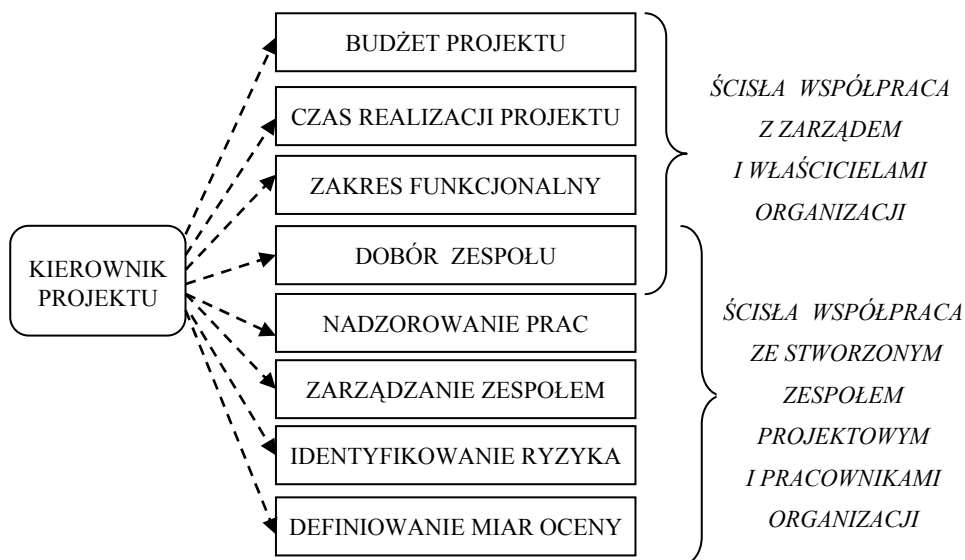 KIEROWNIK
PROJEKTU
BUDŻET PROJEKTU
CZAS REALIZACJI PROJEKTU
ZAKRES FUNKCJONALNY
DOBÓR ZESPOŁU
NADZOROWANIE PRAC
ZARZĄDZANIE ZESPOŁEM
IDENTYFIKOWANIE RYZYKA
DEFINIOWANIE MIAR OCENY
ŚCISŁA WSPÓŁPRACA
Z ZARZĄDEM
I WŁAŚCICIELAMI
ORGANIZACJI
ŚCISŁA WSPÓŁPRACA
ZE STWORZONYM
ZESPOŁEM
PROJEKTOWYM
I PRACOWNIKAMI
ORGANIZACJI